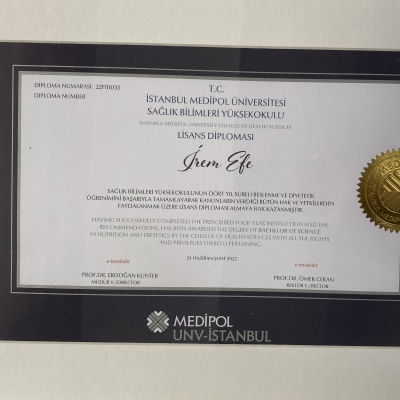 DİPLOMA NUMARASI: 22F10033
DIPLOMA NUMBER
T.C.
İSTANBUL MEDİPOL ÜNİVERSİTESİ
SAĞLIK BİLİMLERİ YÜKSEKOKULU
ISTANBUL MEDIPOL UNIVERSITY COLLEGE OF HEALTH SCIENCES
LİSANS DİPLOMASI
İrem Efe
SAĞLIK BİLİMLERİ YÜKSEKOKULUNUN DÖRT YIL SÜRELİ BESLENME VE DİYETETİK
ÖĞRENİMİNİ BAŞARIYLA TAMAMLAYARAK KANUNLARIN VERDİĞİ BÜTÜN HAK VE YETKİLERDEN
FAYDALANMAK ÜZERE LİSANS DİPLOMASI ALMAYA HAK KAZANMIŞTIR.
HAVING SUCCESSFULLY COMPLETED THE PRESCRIBED FOUR YEAR INSTRUCTION AND THE
RECOMMENDATIONS, HAS BEEN AWARDED THE DEGREE OF BACHELOR OF SCIENCE
IN NUTRITION AND DIETETICS BY THE COLLEGE OF HEALTH SCIENCES WITH ALL THE RIGHTS
AND PRIVILEGES THERETO PERTAINING.
24 HAZİRAN/JUNE 2022
e-imzalıdır
e-imzalıdır
PROF.DR. ERDOĞAN KUNTER
MÜDÜR V./DIRECTOR
PROF.DR. ÖMER CERAN
REKTÖR V./RECTOR
MEDİPOL
UNV-İSTANBUL